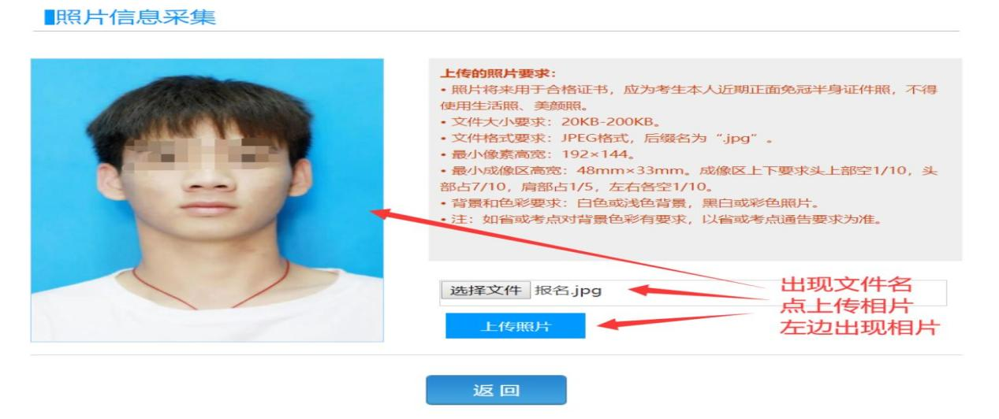 照片信息采集
上传的照片要求：
• 照片将来用于合格证书，应为考生本人近期正面免冠半身证件照，不得
使用生活照、美颜照。
• 文件大小要求：20KB-200KB。
• 文件格式要求：JPEG格式，后缀名为“.jpg”。
• 最小像素高宽：192×144。
• 最小成像区高宽：48mm×33mm。成像区上下要求头上部空1/10，头
部占7/10，肩部占1/5，左右各空1/10。
• 背景和色彩要求：白色或浅色背景，黑白或彩色照片。
• 注：如省或考点对背景色彩有要求，以省或考点通告要求为准。
选择文件 报名.jpg
出现文件名
点上传相片
左边出现相片
上传照片
返回